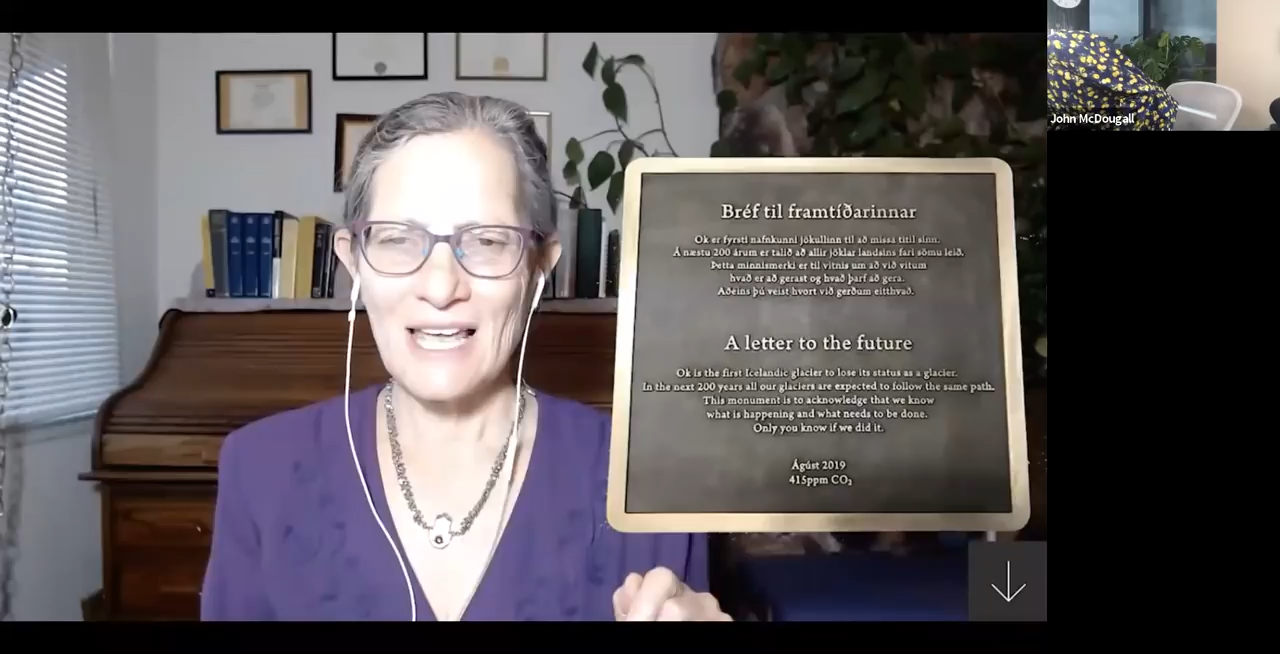 John McDougall
Bréf til framtíðarinnar
Ok er fyrsti nafnkunni jökullinn til að missa titil sinn.
Á næstu 200 árum er talið að allir jöklar landsins fari sömu leið.
Þetta minnismerki er til vitnis um að við vitum
hvað er að gerast og hvað þarf að gera.
Aðeins þú veist hvort við gerðum eitthvað.
A letter to the future
Ok is the first Icelandic glacier to lose its status as a glacier.
In the next 200 years all our glaciers are expected to follow the same path.
This monument is to acknowledge that we know
what is happening and what needs to be done.
Only you know if we did it.
Ágúst 2019
415ppm CO₂